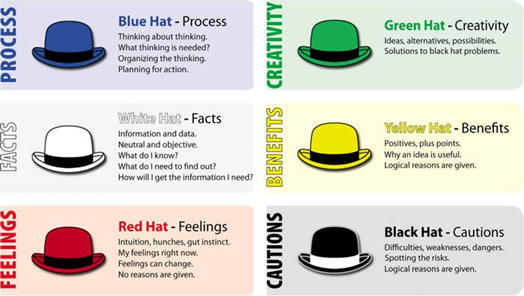 PROCESS
Blue Hat - Process
Thinking about thinking.
What thinking is needed?
Organizing the thinking.
Planning for action.
CREATIVITY
Green Hat - Creativity
Ideas, alternatives, possibilities.
Solutions to black hat problems.
FACTS
White Hat - Facts
Information and data.
Neutral and objective.
What do I know?
What do I need to find out?
How will I get the information I need?
BENEFITS
Yellow Hat - Benefits
Positives, plus points.
Why an idea is useful.
Logical reasons are given.
FEELINGS
Red Hat - Feelings
Intuition, hunches, gut instinct.
My feelings right now.
Feelings can change.
No reasons are given.
CAUTIONS
Black Hat - Cautions
Difficulties, weaknesses, dangers.
Spotting the risks.
Logical reasons are given.